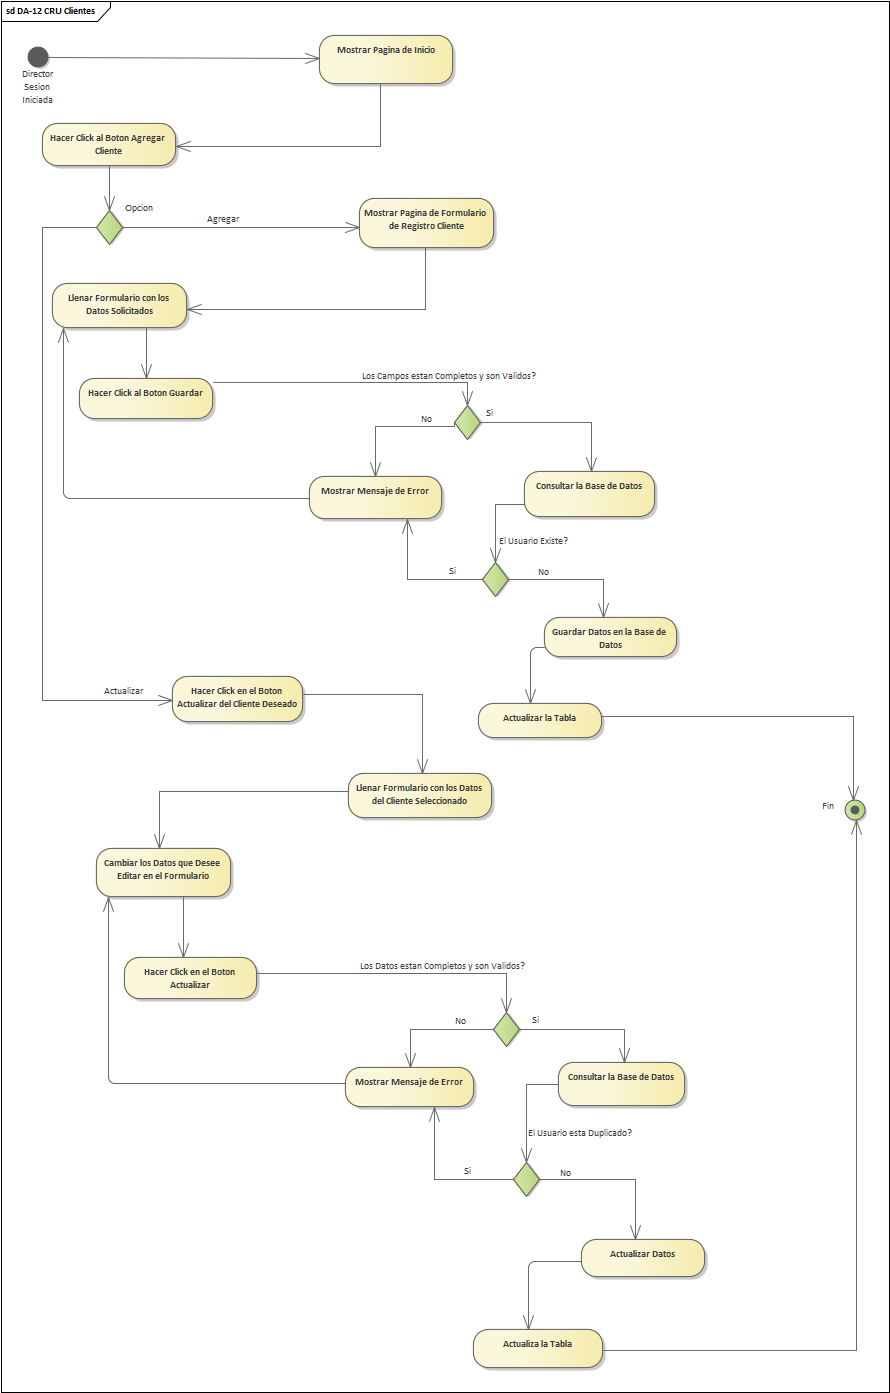 sd DA-12 CRU Clientes
Mostrar Pagina de Inicio
Director
Sesion
Iniciada
Hacer Click al Boton Agregar
Cliente
Opcion
Agregar
Mostrar Pagina de Formulario
de Registro Cliente
Llenar Formulario con los
Datos Solicitados
Hacer Click al Boton Guardar
Los Campos estan Completos y son Validos?
No
Si
Mostrar Mensaje de Error
Consultar la Base de Datos
El Usuario Existe?
Si
No
Guardar Datos en la Base de
Datos
Actualizar
Hacer Click en el Boton
Actualizar del Cliente Deseado
Actualizar la Tabla
Llenar Formulario con los Datos
del Cliente Seleccionado
Fin
Cambiar los Datos que Desee
Editar en el Formulario
Hacer Click en el Boton
Actualizar
Los Datos estan Completos y son Validos?
No
Si
Mostrar Mensaje de Error
Consultar la Base de Datos
El Usuario esta Duplicado?
Si
No
Actualizar Datos
Actualiza la Tabla